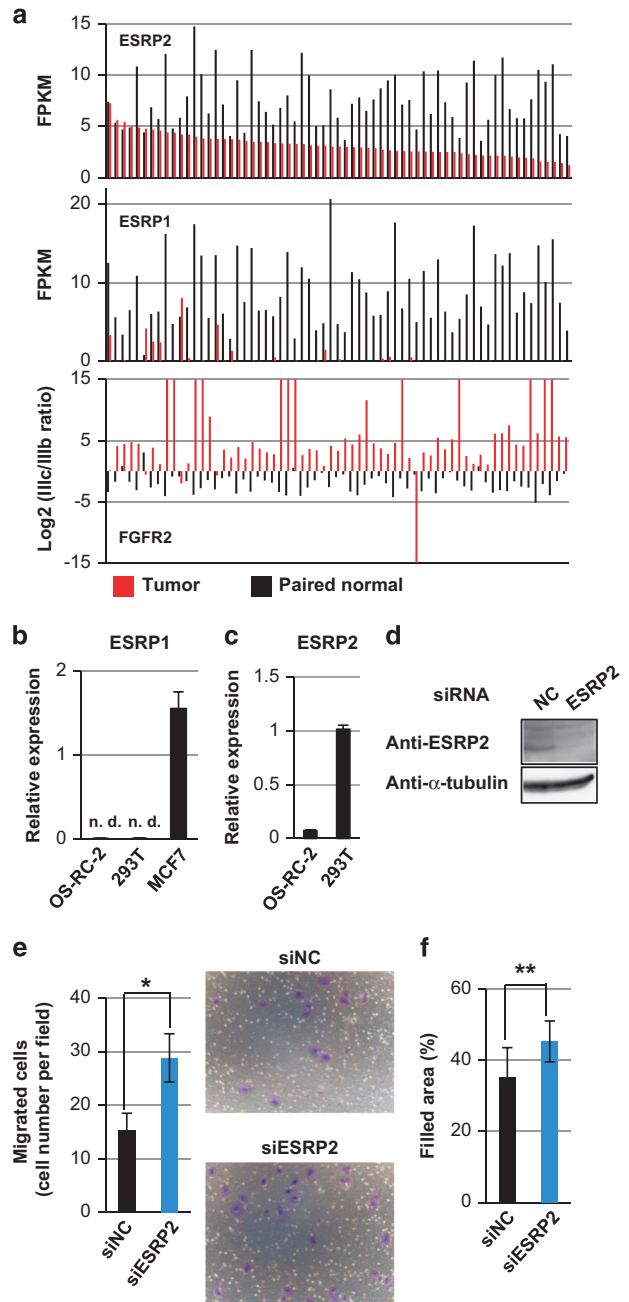 a
15
ESRP2
10
FPKM
5
0
20
ESRP1
FPKM
10
0
15
Log2 (IIIc/IIIb ratio)
5
-5
FGFR2
-15
Tumor Paired normal
b
ESRP1
Relative expression
2
1
0
n. d. n. d.
OS-RC-2 293T MCF7
c
ESRP2
Relative expression
1.5
1
0.5
0
OS-RC-2 293T
d
siRNA NC ESRP2
Anti-ESRP2
Anti-α-tubulin
e
Migrated cells
(cell number per field)
40
30
20
10
0
*
siNC siESRP2
siNC
siESRP2
f
Filled area (%)
60
40
20
0
**
siNC siESRP2